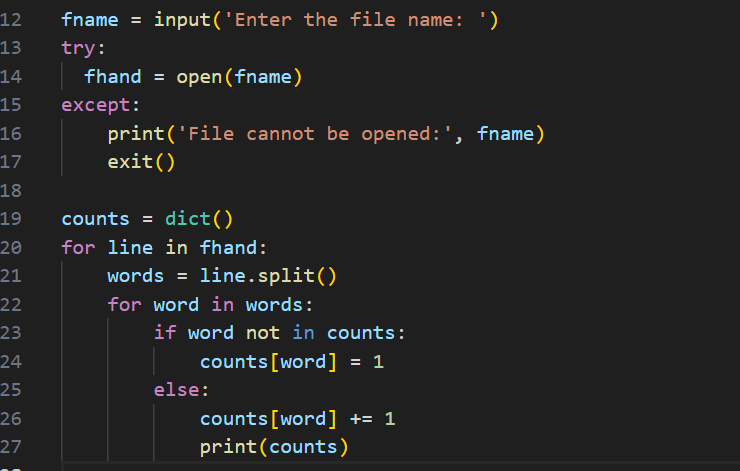 12 fname = input('Enter the file name: ')
13 try:
14   fhand = open(fname)
15 except:
16     print('File cannot be opened:', fname)
17     exit()
18
19 counts = dict()
20 for line in fhand:
21     words = line.split()
22     for word in words:
23         if word not in counts:
24             counts[word] = 1
25         else:
26             counts[word] += 1
27             print(counts)